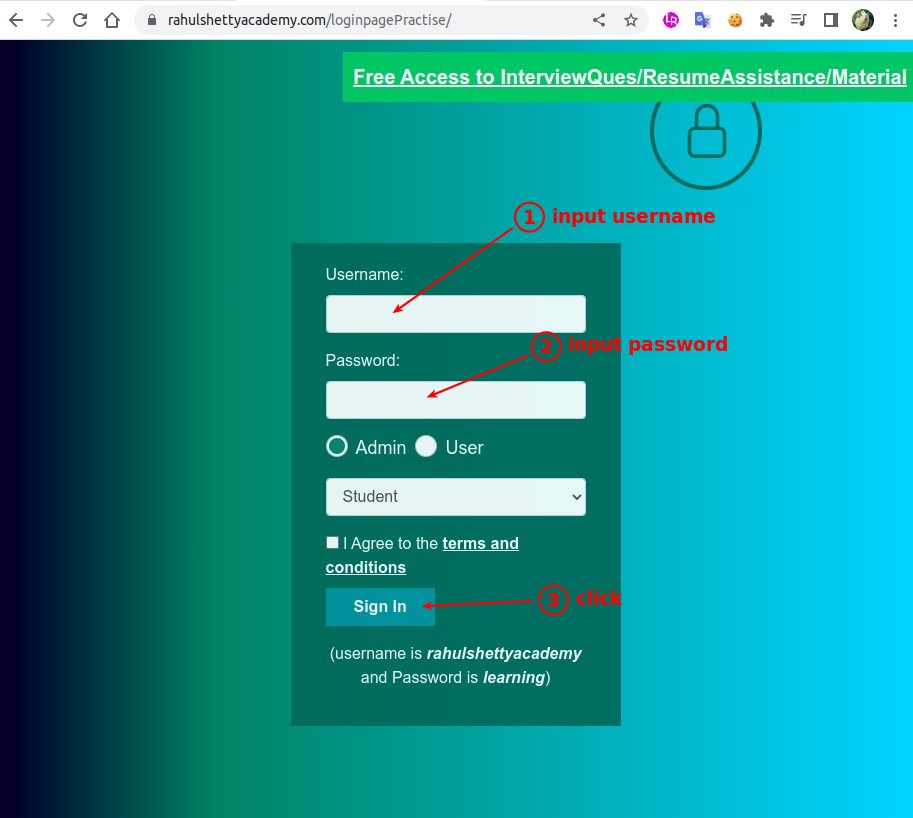 rahulshettyacademy.com/loginpagePractise/
Free Access to InterviewQues/ResumeAssistance/Material
1 input username
Username:
2 input password
Password:
Admin User
Student
I Agree to the terms and
conditions
Sign In
3 click
(username is rahulshettyacademy
and Password is learning)